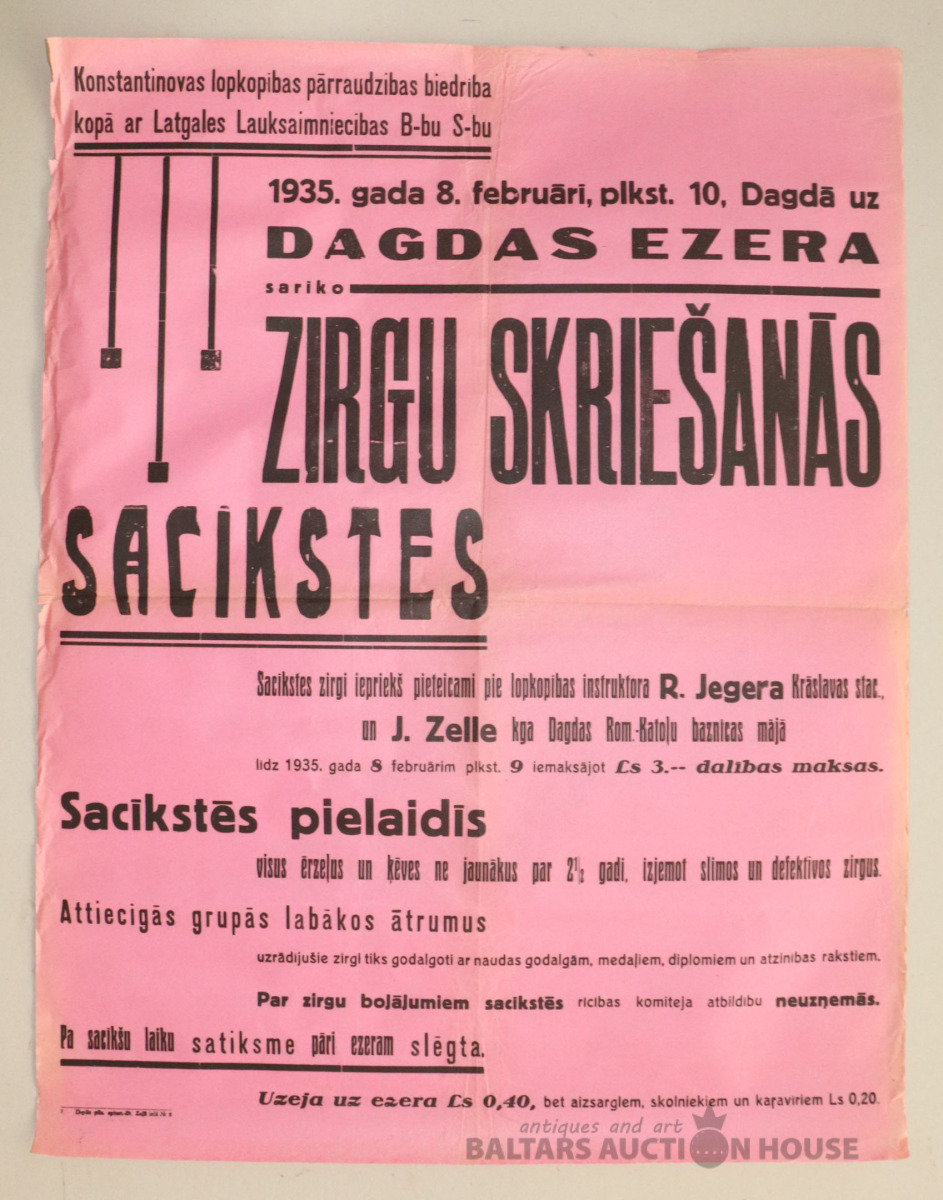 Konstantinovas lopkopības pārraudzības biedrība
kopā ar Latgales Lauksaimniecības B-bu S-bu
1935. gada 8. februāri, plkst. 10, Dagdā uz
DAGDAS EZERA
sariko
ZIRGU SKRIEŠANĀS
SACĪKSTES
Sacīkstes zirgi iepriekš pieteicami pie lopkopības instruktora R. Jegera Krāslavas stac.,
un J. Zelle kga Dagdas Rom.-Katoļu baznīcas mājā
līdz 1935. gada 8 februārim plkst. 9 iemaksājot Ls 3.-- dalības maksas.
Sacīkstēs pielaidīs
visus ērzeļus un ķēves ne jaunākus par 2½ gadi, izjemot slimos un defektīvos zirgus.
Attiecīgās grupās labākos ātrumus
uzrādījušie zirgi tiks godalgoti ar naudas godalgām, medaļiem, diplomiem un atzinības rakstiem.
Par zirgu bojājumiem sacīkstēs rīcības komiteja atbildību neuzņemās.
Pa sacīkšu laiku satiksme pāri ezeram slēgta.
Uzeja uz ezera Ls 0,40, bet aizsargiem, skolniekiem un kaŗavīriem Ls 0,20.
antiques and art
BALTARS AUCTION HOUSE